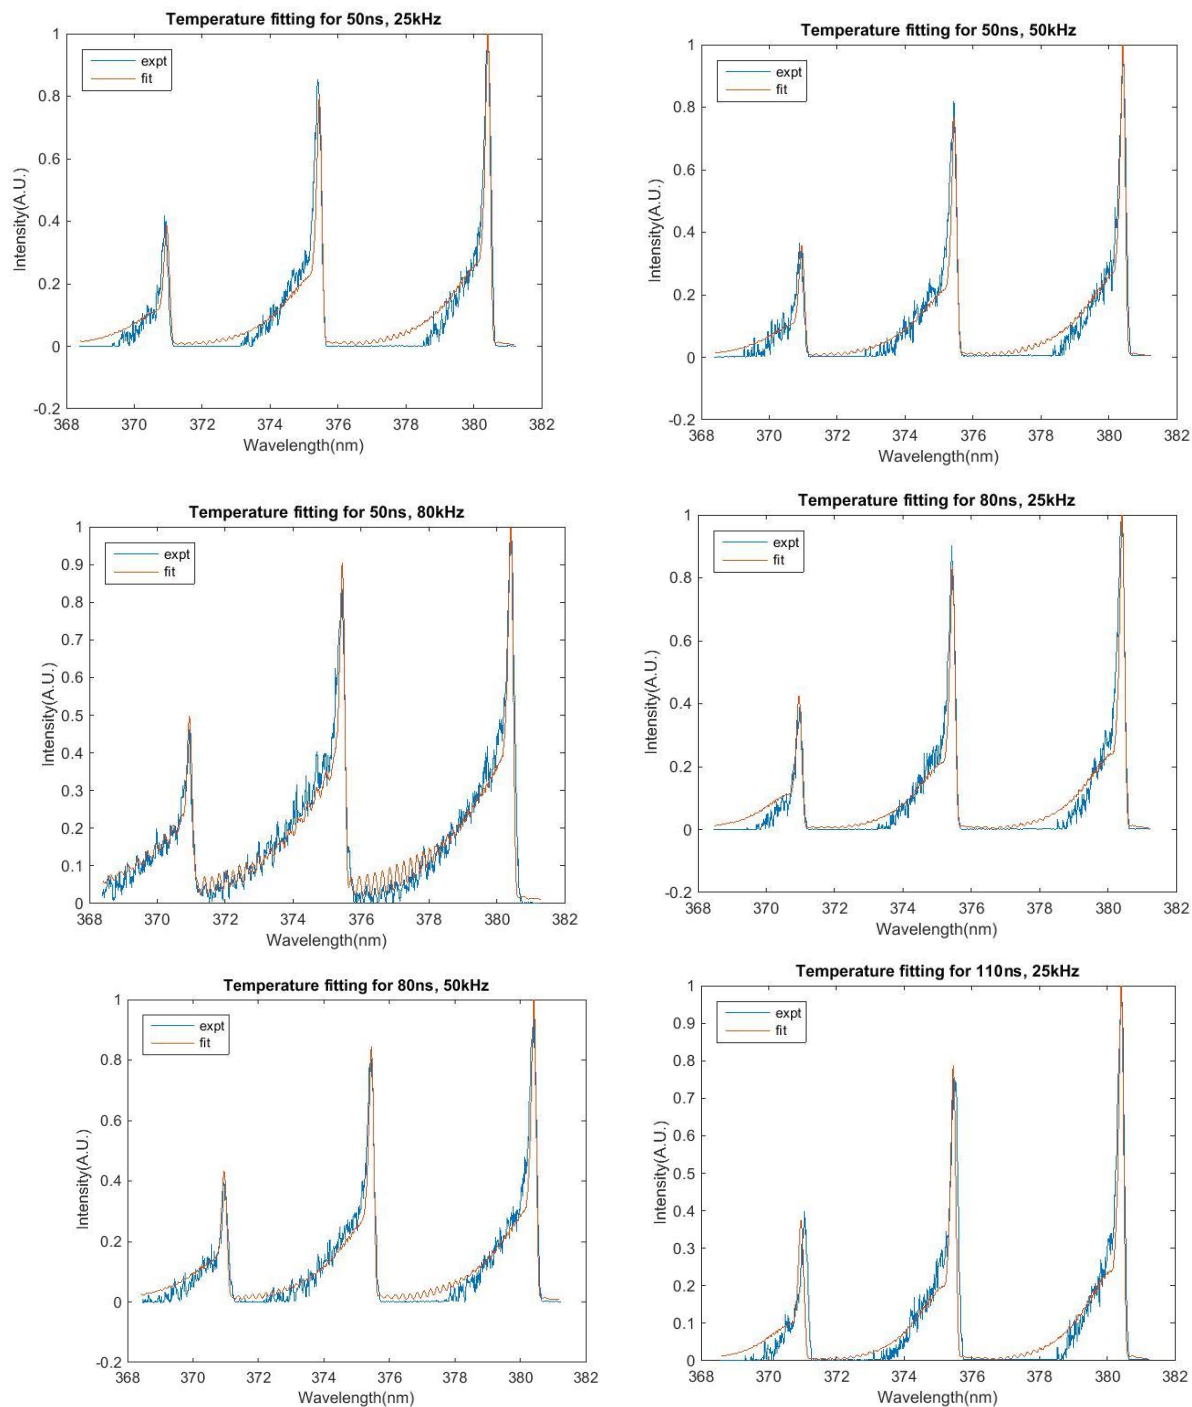 Temperature fitting for 50ns, 25kHz
1
expt
fit
0.8
0.6
Intensity(A.U.)
0.4
0.2
0
-0.2
368 370 372 374 376 378 380 382
Wavelength(nm)
Temperature fitting for 50ns, 50kHz
1
expt
fit
0.8
0.6
Intensity(A.U.)
0.4
0.2
0
-0.2
368 370 372 374 376 378 380 382
Wavelength(nm)
Temperature fitting for 50ns, 80kHz
1
expt
fit
0.9
0.8
0.7
0.6
Intensity(A.U.)
0.5
0.4
0.3
0.2
0.1
0
368 370 372 374 376 378 380 382
Wavelength(nm)
Temperature fitting for 80ns, 25kHz
1
expt
fit
0.8
0.6
Intensity(A.U.)
0.4
0.2
0
-0.2
368 370 372 374 376 378 380 382
Wavelength(nm)
Temperature fitting for 80ns, 50kHz
1
expt
fit
0.8
0.6
Intensity(A.U.)
0.4
0.2
0
-0.2
368 370 372 374 376 378 380 382
Wavelength(nm)
Temperature fitting for 110ns, 25kHz
1
expt
fit
0.9
0.8
0.7
0.6
Intensity(A.U.)
0.5
0.4
0.3
0.2
0.1
0
368 370 372 374 376 378 380 382
Wavelength(nm)